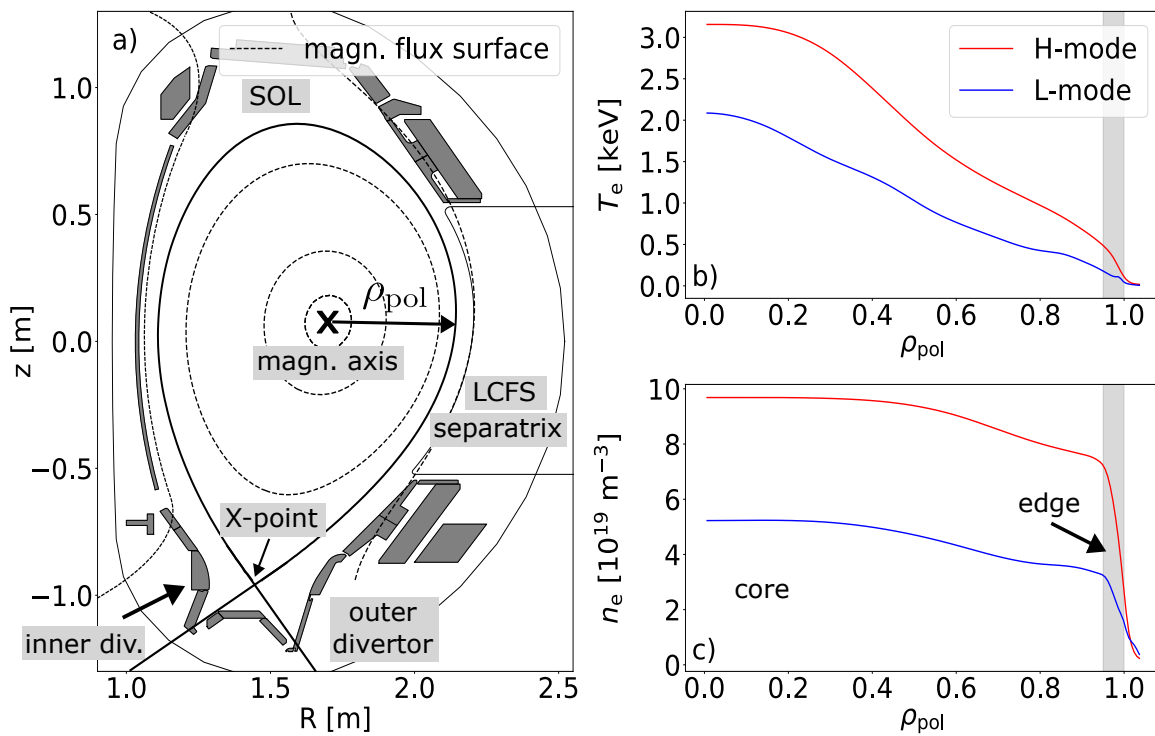 a)
magn. flux surface
SOL
ρpol
magn. axis
LCFS
separatrix
X-point
inner div.
outer
divertor
z [m]
1.0
0.5
0.0
−0.5
−1.0
1.0 1.5 2.0 2.5
R [m]
b)
H-mode
L-mode
Te [keV]
3.0
2.5
2.0
1.5
1.0
0.5
0.0
0.0 0.2 0.4 0.6 0.8 1.0
ρpol
c)
edge
core
ne [10^19 m^−3]
10
8
6
4
2
0
0.0 0.2 0.4 0.6 0.8 1.0
ρpol